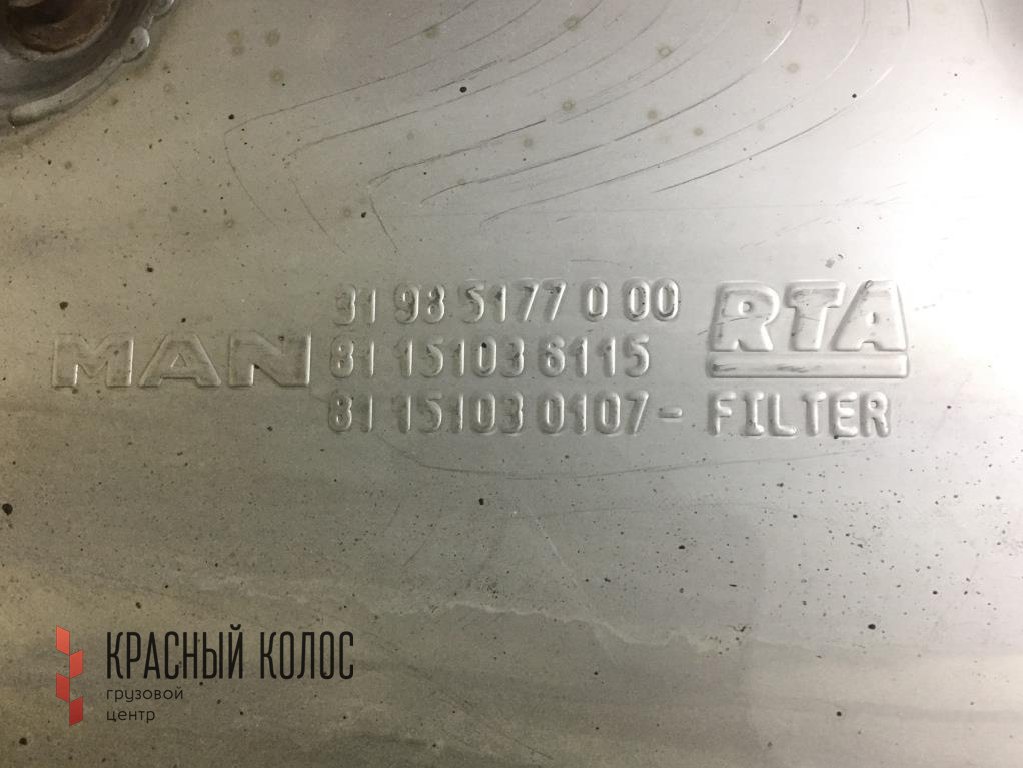 31 98 5177 0 00
MAN 81 15103 6115 RTA
81 15103 0107 - FILTER
КРАСНЫЙ КОЛОС
грузовой
центр